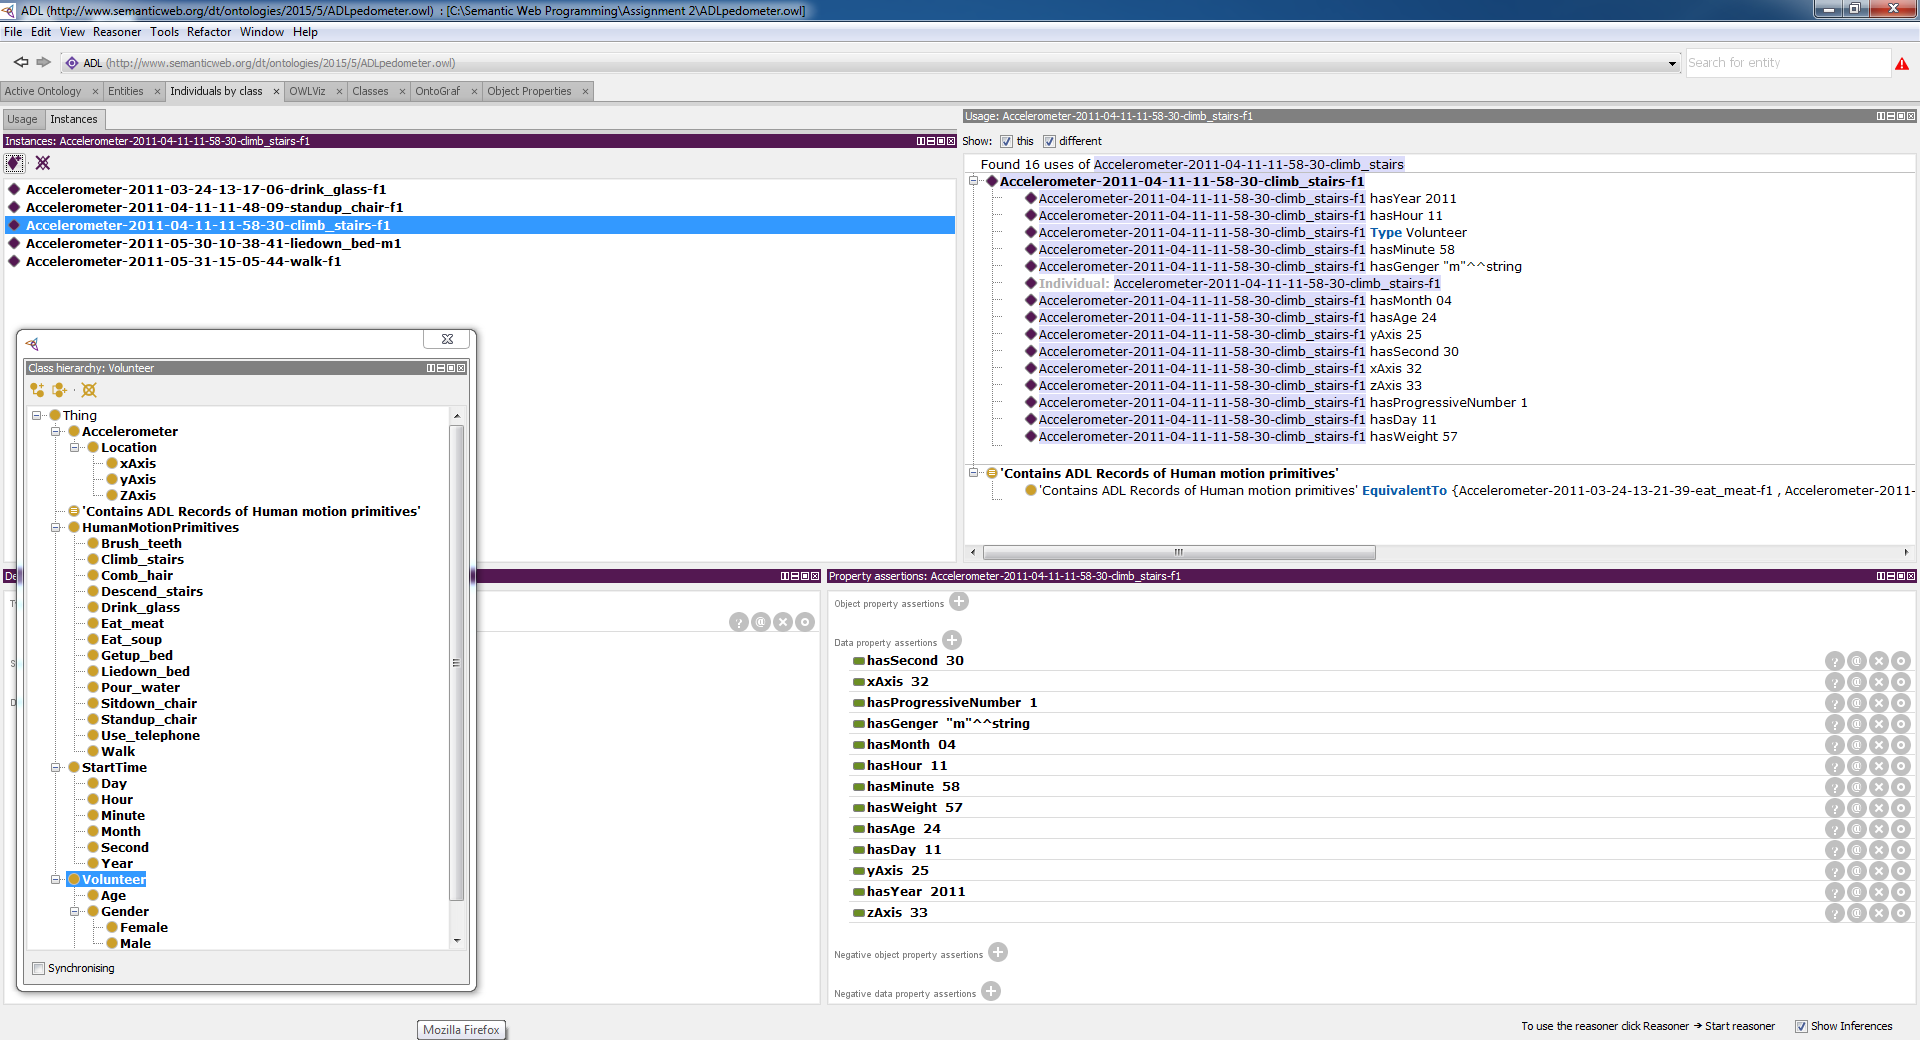 ADL (http://www.semanticweb.org/dt/ontologies/2015/5/ADLpedometer.owl) : [C:\Semantic Web Programming\Assignment 2\ADLpedometer.owl]
File Edit View Reasoner Tools Refactor Window Help
ADL (http://www.semanticweb.org/dt/ontologies/2015/5/ADLpedometer.owl)
Search for entity
Active Ontology × Entities × Individuals by class × OWLViz × Classes × OntoGraf × Object Properties ×
Usage Instances
Instances: Accelerometer-2011-04-11-11-58-30-climb_stairs-f1
Accelerometer-2011-03-24-13-17-06-drink_glass-f1
Accelerometer-2011-04-11-11-48-09-standup_chair-f1
Accelerometer-2011-04-11-11-58-30-climb_stairs-f1
Accelerometer-2011-05-30-10-38-41-liedown_bed-m1
Accelerometer-2011-05-31-15-05-44-walk-f1
Usage: Accelerometer-2011-04-11-11-58-30-climb_stairs-f1
Show: this different
Found 16 uses of Accelerometer-2011-04-11-11-58-30-climb_stairs
Accelerometer-2011-04-11-11-58-30-climb_stairs-f1
Accelerometer-2011-04-11-11-58-30-climb_stairs-f1 hasYear 2011
Accelerometer-2011-04-11-11-58-30-climb_stairs-f1 hasHour 11
Accelerometer-2011-04-11-11-58-30-climb_stairs-f1 Type Volunteer
Accelerometer-2011-04-11-11-58-30-climb_stairs-f1 hasMinute 58
Accelerometer-2011-04-11-11-58-30-climb_stairs-f1 hasGenger "m"^^string
Individual: Accelerometer-2011-04-11-11-58-30-climb_stairs-f1
Accelerometer-2011-04-11-11-58-30-climb_stairs-f1 hasMonth 04
Accelerometer-2011-04-11-11-58-30-climb_stairs-f1 hasAge 24
Accelerometer-2011-04-11-11-58-30-climb_stairs-f1 yAxis 25
Accelerometer-2011-04-11-11-58-30-climb_stairs-f1 hasSecond 30
Accelerometer-2011-04-11-11-58-30-climb_stairs-f1 xAxis 32
Accelerometer-2011-04-11-11-58-30-climb_stairs-f1 zAxis 33
Accelerometer-2011-04-11-11-58-30-climb_stairs-f1 hasProgressiveNumber 1
Accelerometer-2011-04-11-11-58-30-climb_stairs-f1 hasDay 11
Accelerometer-2011-04-11-11-58-30-climb_stairs-f1 hasWeight 57
'Contains ADL Records of Human motion primitives'
'Contains ADL Records of Human motion primitives' EquivalentTo {Accelerometer-2011-03-24-13-21-39-eat_meat-f1 , Accelerometer-2011-
Class hierarchy: Volunteer
Thing
Accelerometer
Location
xAxis
yAxis
ZAxis
'Contains ADL Records of Human motion primitives'
HumanMotionPrimitives
Brush_teeth
Climb_stairs
Comb_hair
Descend_stairs
Drink_glass
Eat_meat
Eat_soup
Getup_bed
Liedown_bed
Pour_water
Sitdown_chair
Standup_chair
Use_telephone
Walk
StartTime
Day
Hour
Minute
Month
Second
Year
Volunteer
Age
Gender
Female
Male
Synchronising
Property assertions: Accelerometer-2011-04-11-11-58-30-climb_stairs-f1
Object property assertions
Data property assertions
hasSecond 30
xAxis 32
hasProgressiveNumber 1
hasGenger "m"^^string
hasMonth 04
hasHour 11
hasMinute 58
hasWeight 57
hasAge 24
hasDay 11
yAxis 25
hasYear 2011
zAxis 33
Negative object property assertions
Negative data property assertions
Mozilla Firefox
To use the reasoner click Reasoner → Start reasoner Show Inferences